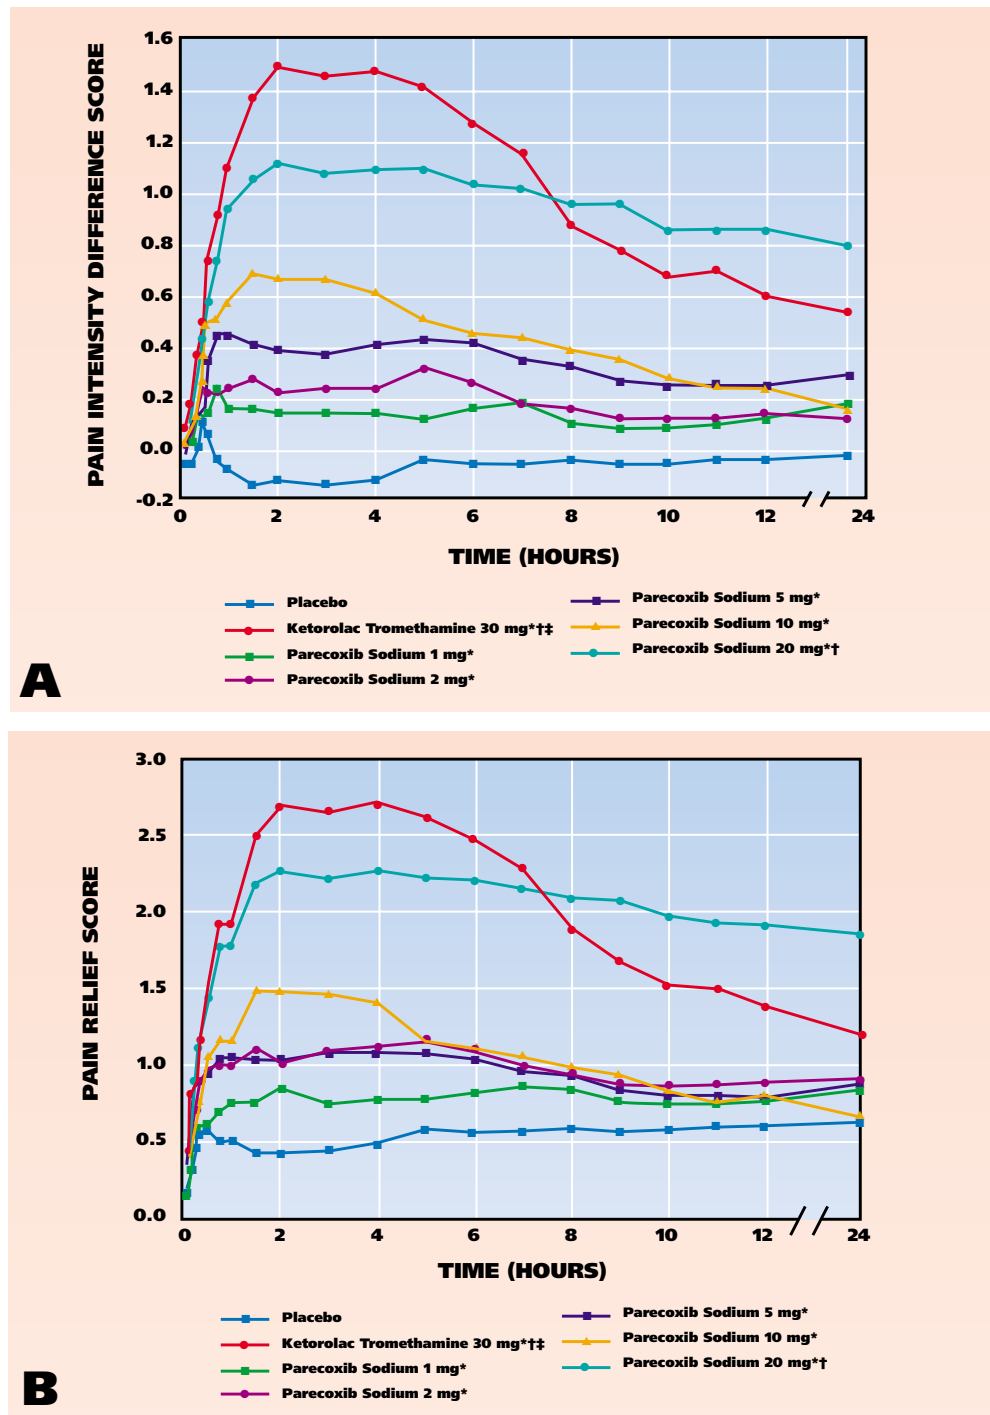 1.6
1.4
1.2
1.0
0.8
0.6
0.4
0.2
0.0
-0.2
PAIN INTENSITY DIFFERENCE SCORE
0 2 4 6 8 10 12 24
TIME (HOURS)
Placebo
Ketorolac Tromethamine 30 mg*†‡
Parecoxib Sodium 1 mg*
Parecoxib Sodium 2 mg*
Parecoxib Sodium 5 mg*
Parecoxib Sodium 10 mg*
Parecoxib Sodium 20 mg*†
A
3.0
2.5
2.0
1.5
1.0
0.5
0.0
PAIN RELIEF SCORE
0 2 4 6 8 10 12 24
TIME (HOURS)
Placebo
Ketorolac Tromethamine 30 mg*†‡
Parecoxib Sodium 1 mg*
Parecoxib Sodium 2 mg*
Parecoxib Sodium 5 mg*
Parecoxib Sodium 10 mg*
Parecoxib Sodium 20 mg*†
B